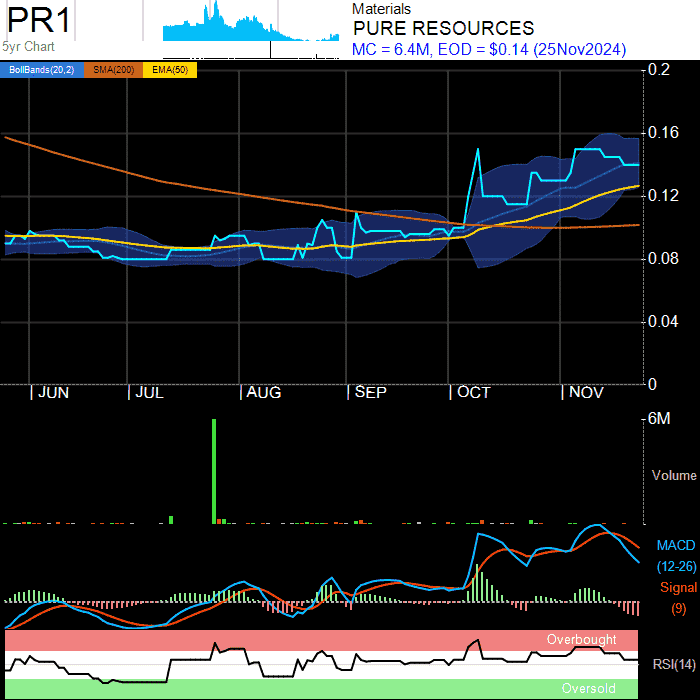 PR1
5yr Chart
Materials
PURE RESOURCES
MC = 6.4M, EOD = $0.14 (25Nov2024)
BollBands(20,2) SMA(200) EMA(50)
0.2
0.16
0.12
0.08
0.04
0
| JUN | JUL | AUG | SEP | OCT | NOV
6M
Volume
MACD
(12-26)
Signal
(9)
Overbought
RSI(14)
Oversold